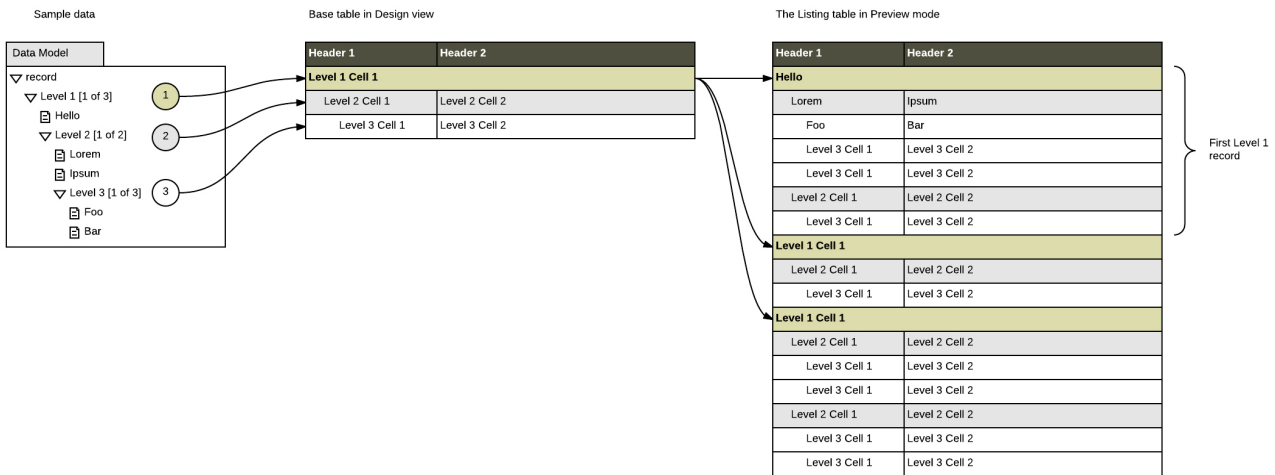 Sample data
Base table in Design view
The Listing table in Preview mode
Data Model
record
Level 1 [1 of 3]
Hello
Level 2 [1 of 2]
Lorem
Ipsum
Level 3 [1 of 3]
Foo
Bar
1
2
3
Header 1 Header 2
Level 1 Cell 1
Level 2 Cell 1 Level 2 Cell 2
Level 3 Cell 1 Level 3 Cell 2
Header 1 Header 2
Hello
Lorem Ipsum
Foo Bar
Level 3 Cell 1 Level 3 Cell 2
Level 3 Cell 1 Level 3 Cell 2
Level 2 Cell 1 Level 2 Cell 2
Level 3 Cell 1 Level 3 Cell 2
Level 1 Cell 1
Level 2 Cell 1 Level 2 Cell 2
Level 3 Cell 1 Level 3 Cell 2
Level 1 Cell 1
Level 2 Cell 1 Level 2 Cell 2
Level 3 Cell 1 Level 3 Cell 2
Level 3 Cell 1 Level 3 Cell 2
Level 2 Cell 1 Level 2 Cell 2
Level 3 Cell 1 Level 3 Cell 2
Level 3 Cell 1 Level 3 Cell 2
First Level 1
record